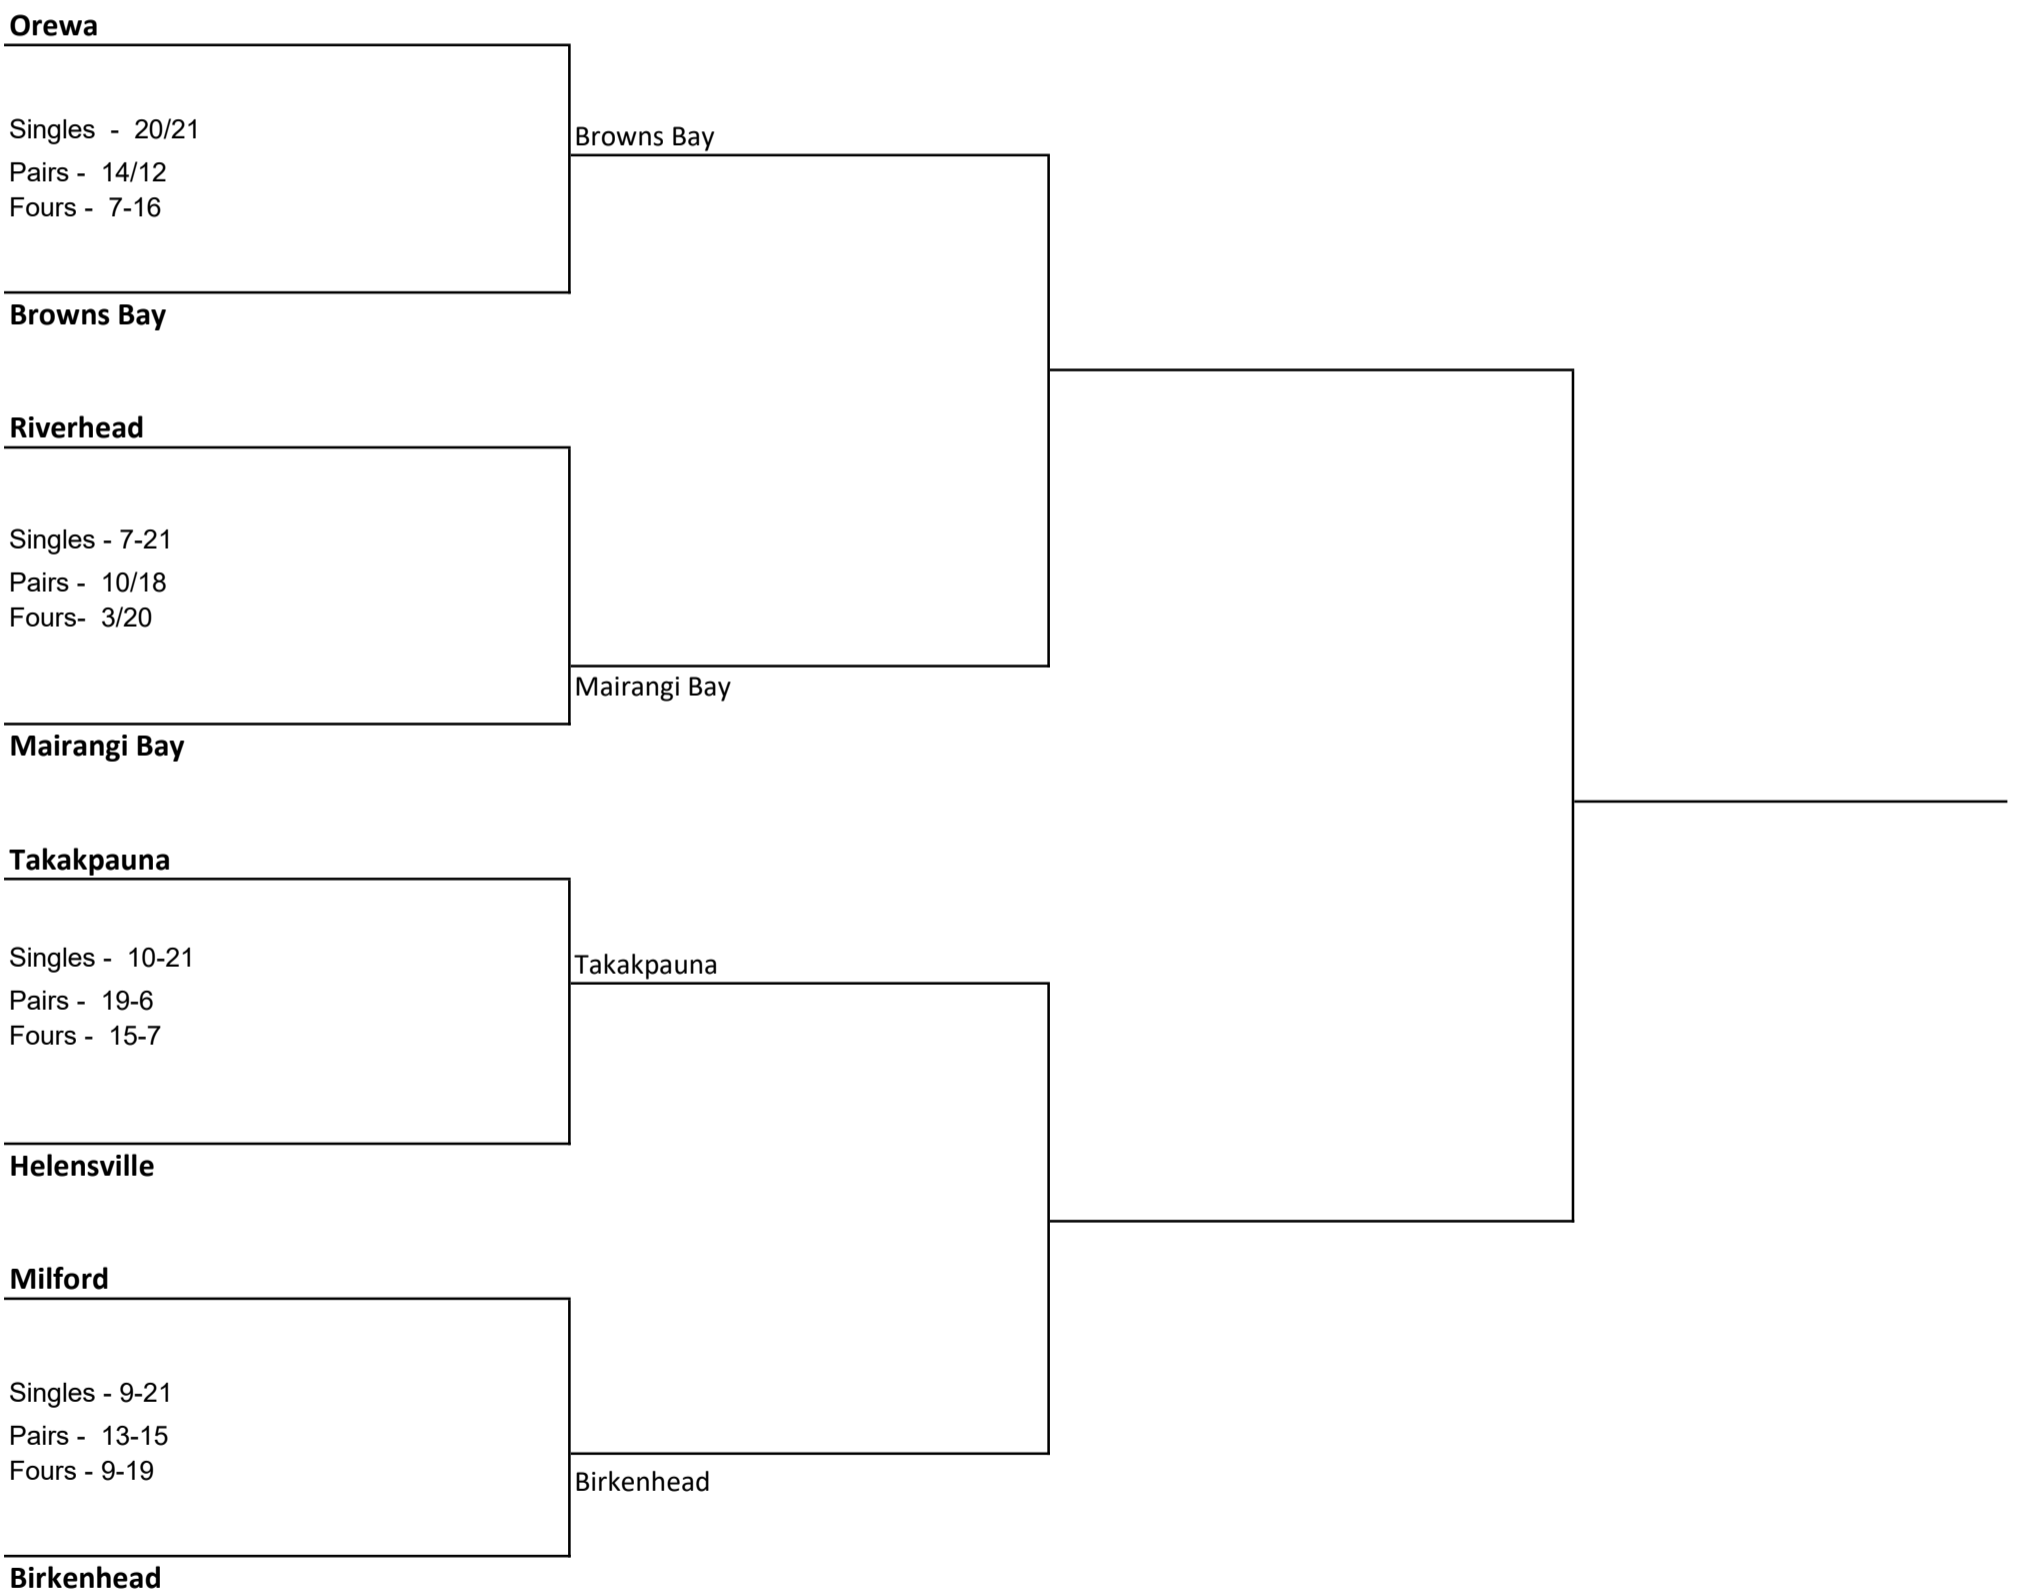 Orewa
Singles  -  20/21
Browns Bay
Pairs -  14/12
Fours -  7-16
Browns Bay
Riverhead
Singles - 7-21
Pairs -  10/18
Fours-  3/20
Mairangi Bay
Mairangi Bay
Takakpauna
Singles -  10-21
Takakpauna
Pairs -  19-6
Fours -  15-7
Helensville
Milford
Singles - 9-21
Pairs -  13-15
Fours - 9-19
Birkenhead
Birkenhead